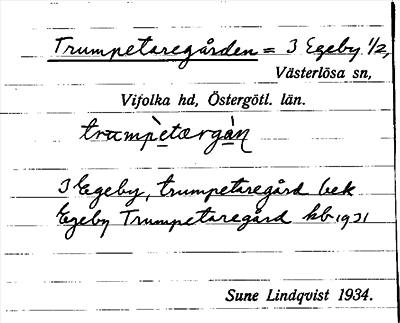 Trumpetaregården = 3 Egeby 1/2,
Västerlösa sn,
Vifolka hd, Östergötl. län.
trumpètærgàn
3 Egeby, trumpetaregård bek
Egeby Trumpetaregård kb 1931
Sune Lindqvist 1934.